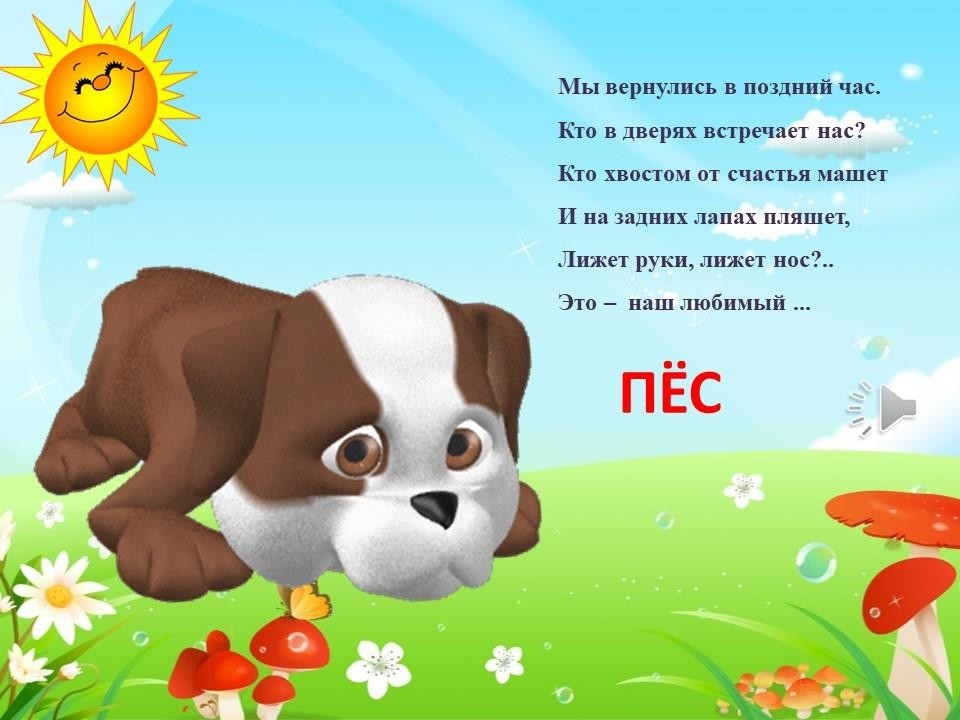 Мы вернулись в поздний час.
Кто в дверях встречает нас?
Кто хвостом от счастья машет
И на задних лапах пляшет,
Лижет руки, лижет нос?..
Это – наш любимый ...
ПЁС